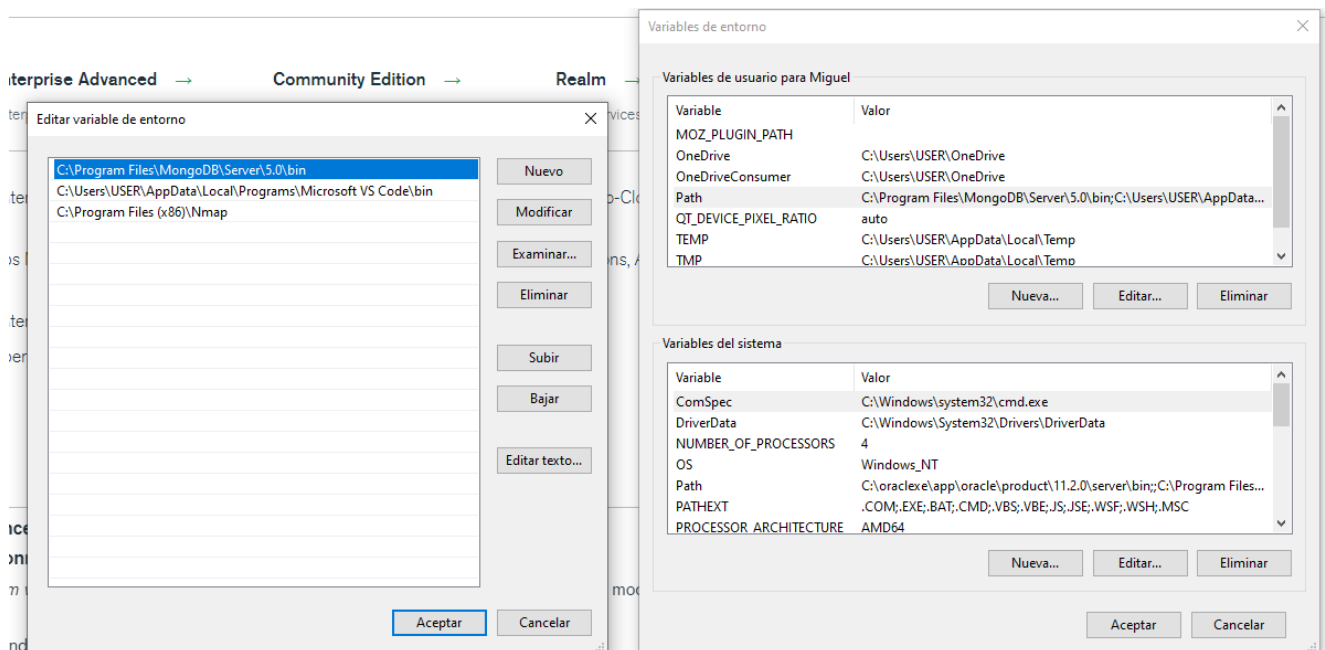 Enterprise Advanced → Community Edition → Realm →
Editar variable de entorno
C:\Program Files\MongoDB\Server\5.0\bin
C:\Users\USER\AppData\Local\Programs\Microsoft VS Code\bin
C:\Program Files (x86)\Nmap
Nuevo
Modificar
Examinar...
Eliminar
Subir
Bajar
Editar texto...
Aceptar Cancelar
Variables de entorno
Variables de usuario para Miguel
Variable Valor
MOZ_PLUGIN_PATH
OneDrive C:\Users\USER\OneDrive
OneDriveConsumer C:\Users\USER\OneDrive
Path C:\Program Files\MongoDB\Server\5.0\bin;C:\Users\USER\AppData...
QT_DEVICE_PIXEL_RATIO auto
TEMP C:\Users\USER\AppData\Local\Temp
TMP C:\Users\USER\AppData\Local\Temp
Nueva... Editar... Eliminar
Variables del sistema
Variable Valor
ComSpec C:\Windows\system32\cmd.exe
DriverData C:\Windows\System32\Drivers\DriverData
NUMBER_OF_PROCESSORS 4
OS Windows_NT
Path C:\oraclexe\app\oracle\product\11.2.0\server\bin;;C:\Program Files...
PATHEXT .COM;.EXE;.BAT;.CMD;.VBS;.VBE;.JS;.JSE;.WSF;.WSH;.MSC
PROCESSOR_ARCHITECTURE AMD64
Nueva... Editar... Eliminar
Aceptar Cancelar